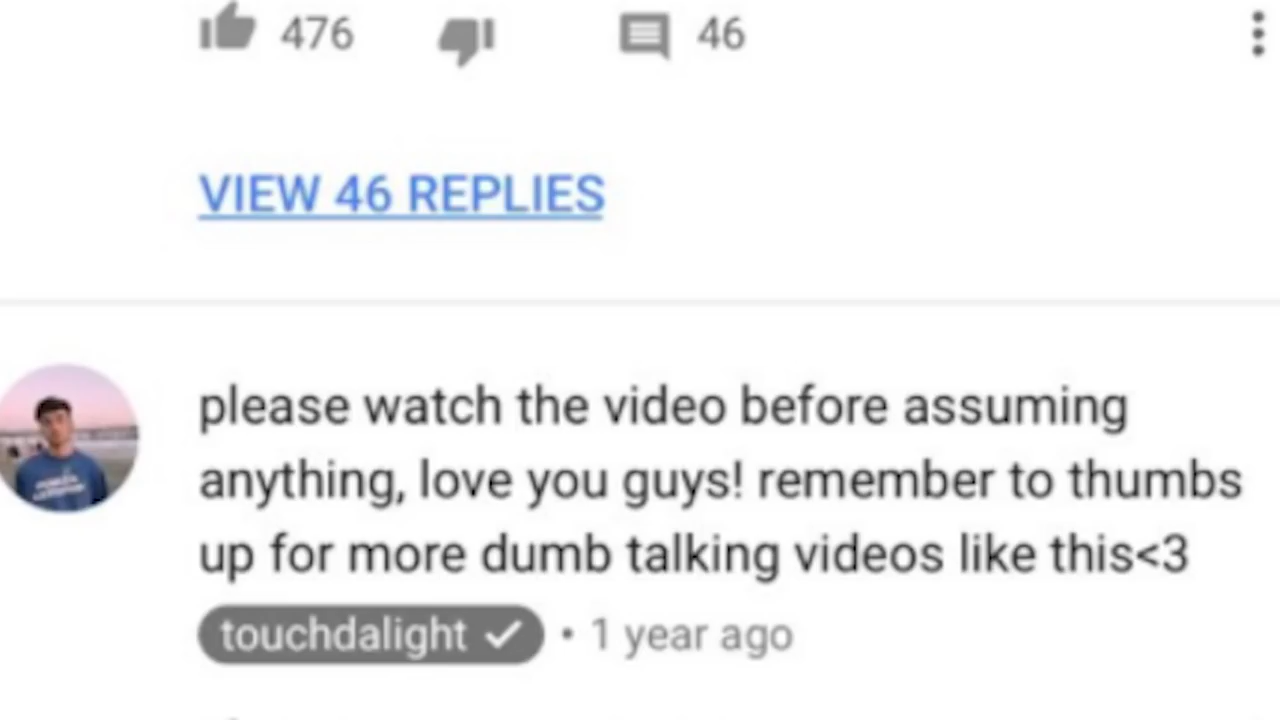 476 46
VIEW 46 REPLIES
please watch the video before assuming
anything, love you guys! remember to thumbs
up for more dumb talking videos like this<3
touchdalight • 1 year ago